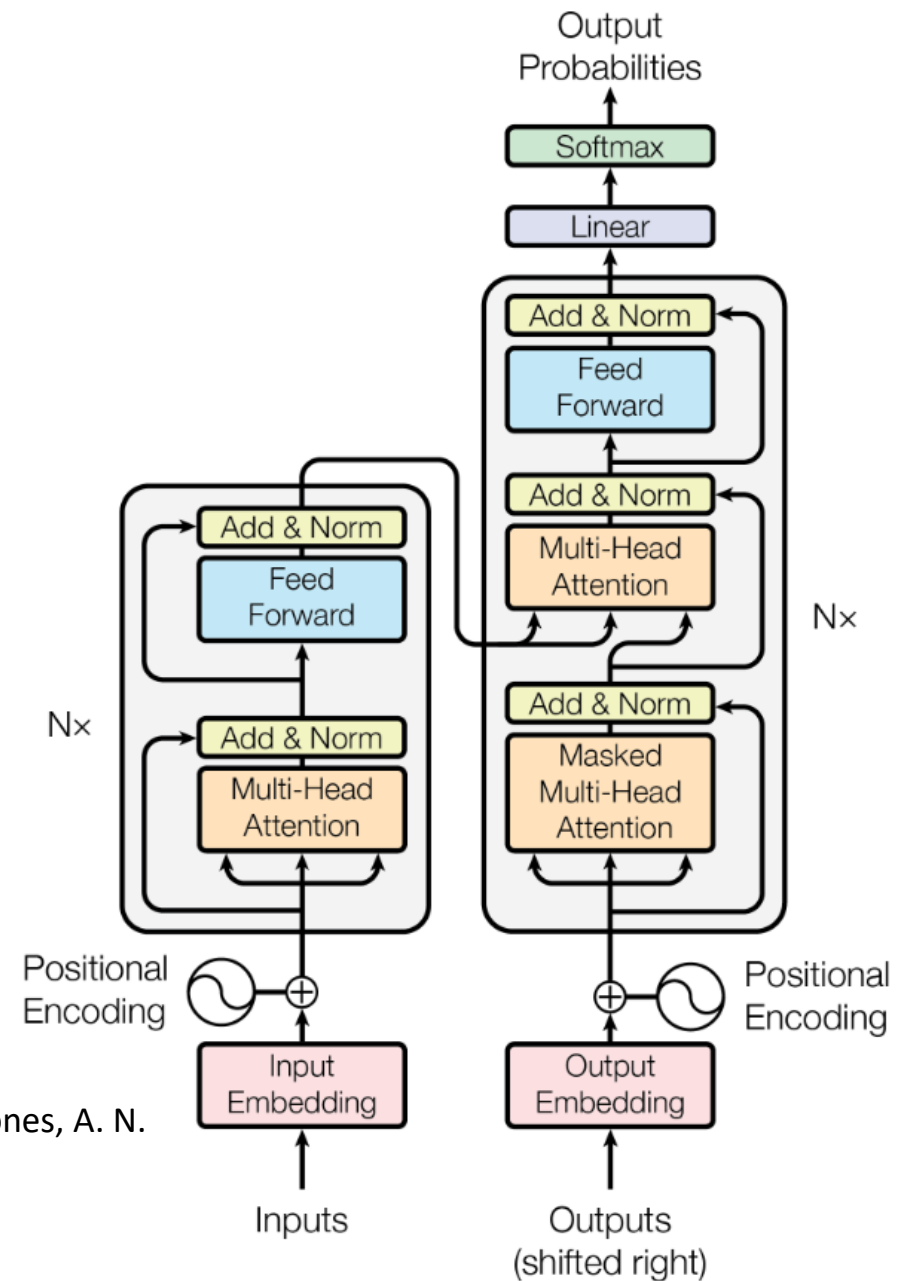 Output
Probabilities
Softmax
Linear
Add & Norm
Feed
Forward
Add & Norm
Multi-Head
Attention
Nx
Add & Norm
Masked
Multi-Head
Attention
Add & Norm
Feed
Forward
Nx
Add & Norm
Multi-Head
Attention
Positional
Encoding
Positional
Encoding
Input
Embedding
Output
Embedding
A. N.
Inputs
Outputs
(shifted right)